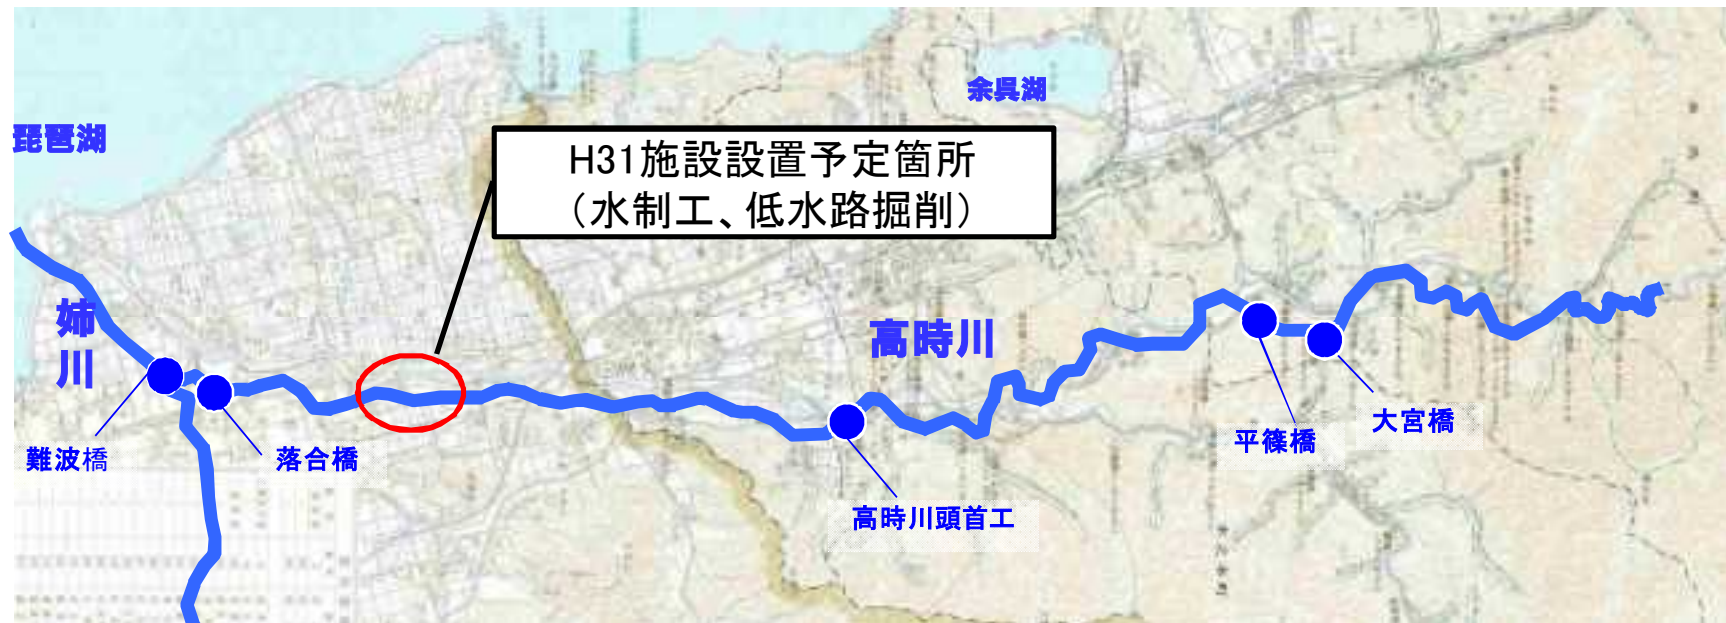 余呉湖
琵琶湖
H31施設設置予定箇所
（水制工、低水路掘削）
姉川
高時川
難波橋
落合橋
高時川頭首工
平篠橋
大宮橋